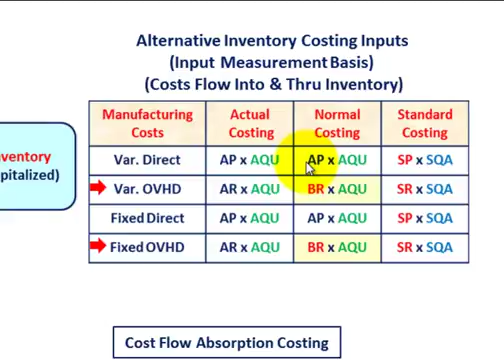 Alternative Inventory Costing Inputs
(Input Measurement Basis)
(Costs Flow Into & Thru Inventory)
Manufacturing Costs Actual Costing Normal Costing Standard Costing
Var. Direct AP x AQU AP x AQU SP x SQA
Var. OVHD AR x AQU BR x AQU SR x SQA
Fixed Direct AP x AQU AP x AQU SP x SQA
Fixed OVHD AR x AQU BR x AQU SR x SQA
Cost Flow Absorption Costing